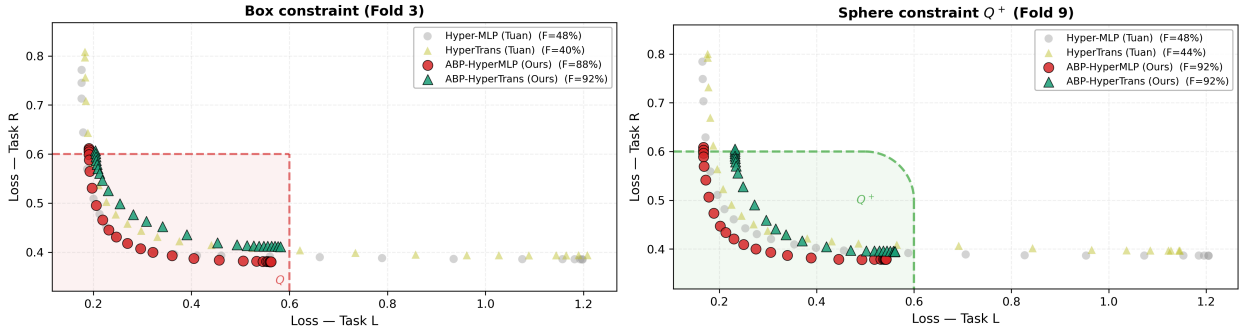 Box constraint (Fold 3)
Hyper-MLP (Tuan) (F=48%)
HyperTrans (Tuan) (F=40%)
ABP-HyperMLP (Ours) (F=88%)
ABP-HyperTrans (Ours) (F=92%)
Loss — Task R
0.8
0.7
0.6
0.5
0.4
Q
0.2
0.4
0.6
0.8
1.0
1.2
Loss — Task L
Sphere constraint Q⁺ (Fold 9)
Hyper-MLP (Tuan) (F=48%)
HyperTrans (Tuan) (F=44%)
ABP-HyperMLP (Ours) (F=92%)
ABP-HyperTrans (Ours) (F=92%)
Loss — Task R
0.8
0.7
0.6
0.5
0.4
Q⁺
0.2
0.4
0.6
0.8
1.0
1.2
Loss — Task L